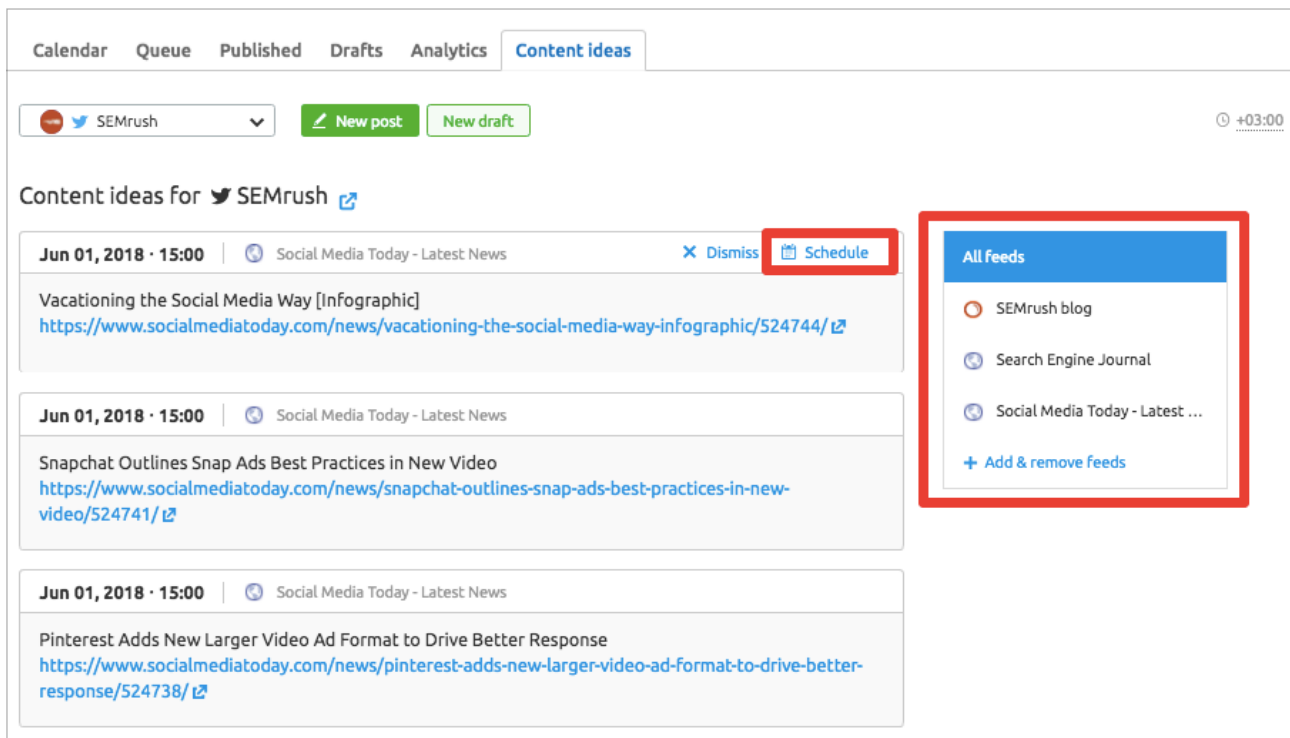 Calendar Queue Published Drafts Analytics Content ideas
SEMrush New post New draft +03:00
Content ideas for SEMrush
Jun 01, 2018 · 15:00 Social Media Today - Latest News Dismiss Schedule
Vacationing the Social Media Way [Infographic]
https://www.socialmediatoday.com/news/vacationing-the-social-media-way-infographic/524744/
Jun 01, 2018 · 15:00 Social Media Today - Latest News
Snapchat Outlines Snap Ads Best Practices in New Video
https://www.socialmediatoday.com/news/snapchat-outlines-snap-ads-best-practices-in-new-
video/524741/
Jun 01, 2018 · 15:00 Social Media Today - Latest News
Pinterest Adds New Larger Video Ad Format to Drive Better Response
https://www.socialmediatoday.com/news/pinterest-adds-new-larger-video-ad-format-to-drive-better-
response/524738/
All feeds
SEMrush blog
Search Engine Journal
Social Media Today - Latest ...
+ Add & remove feeds